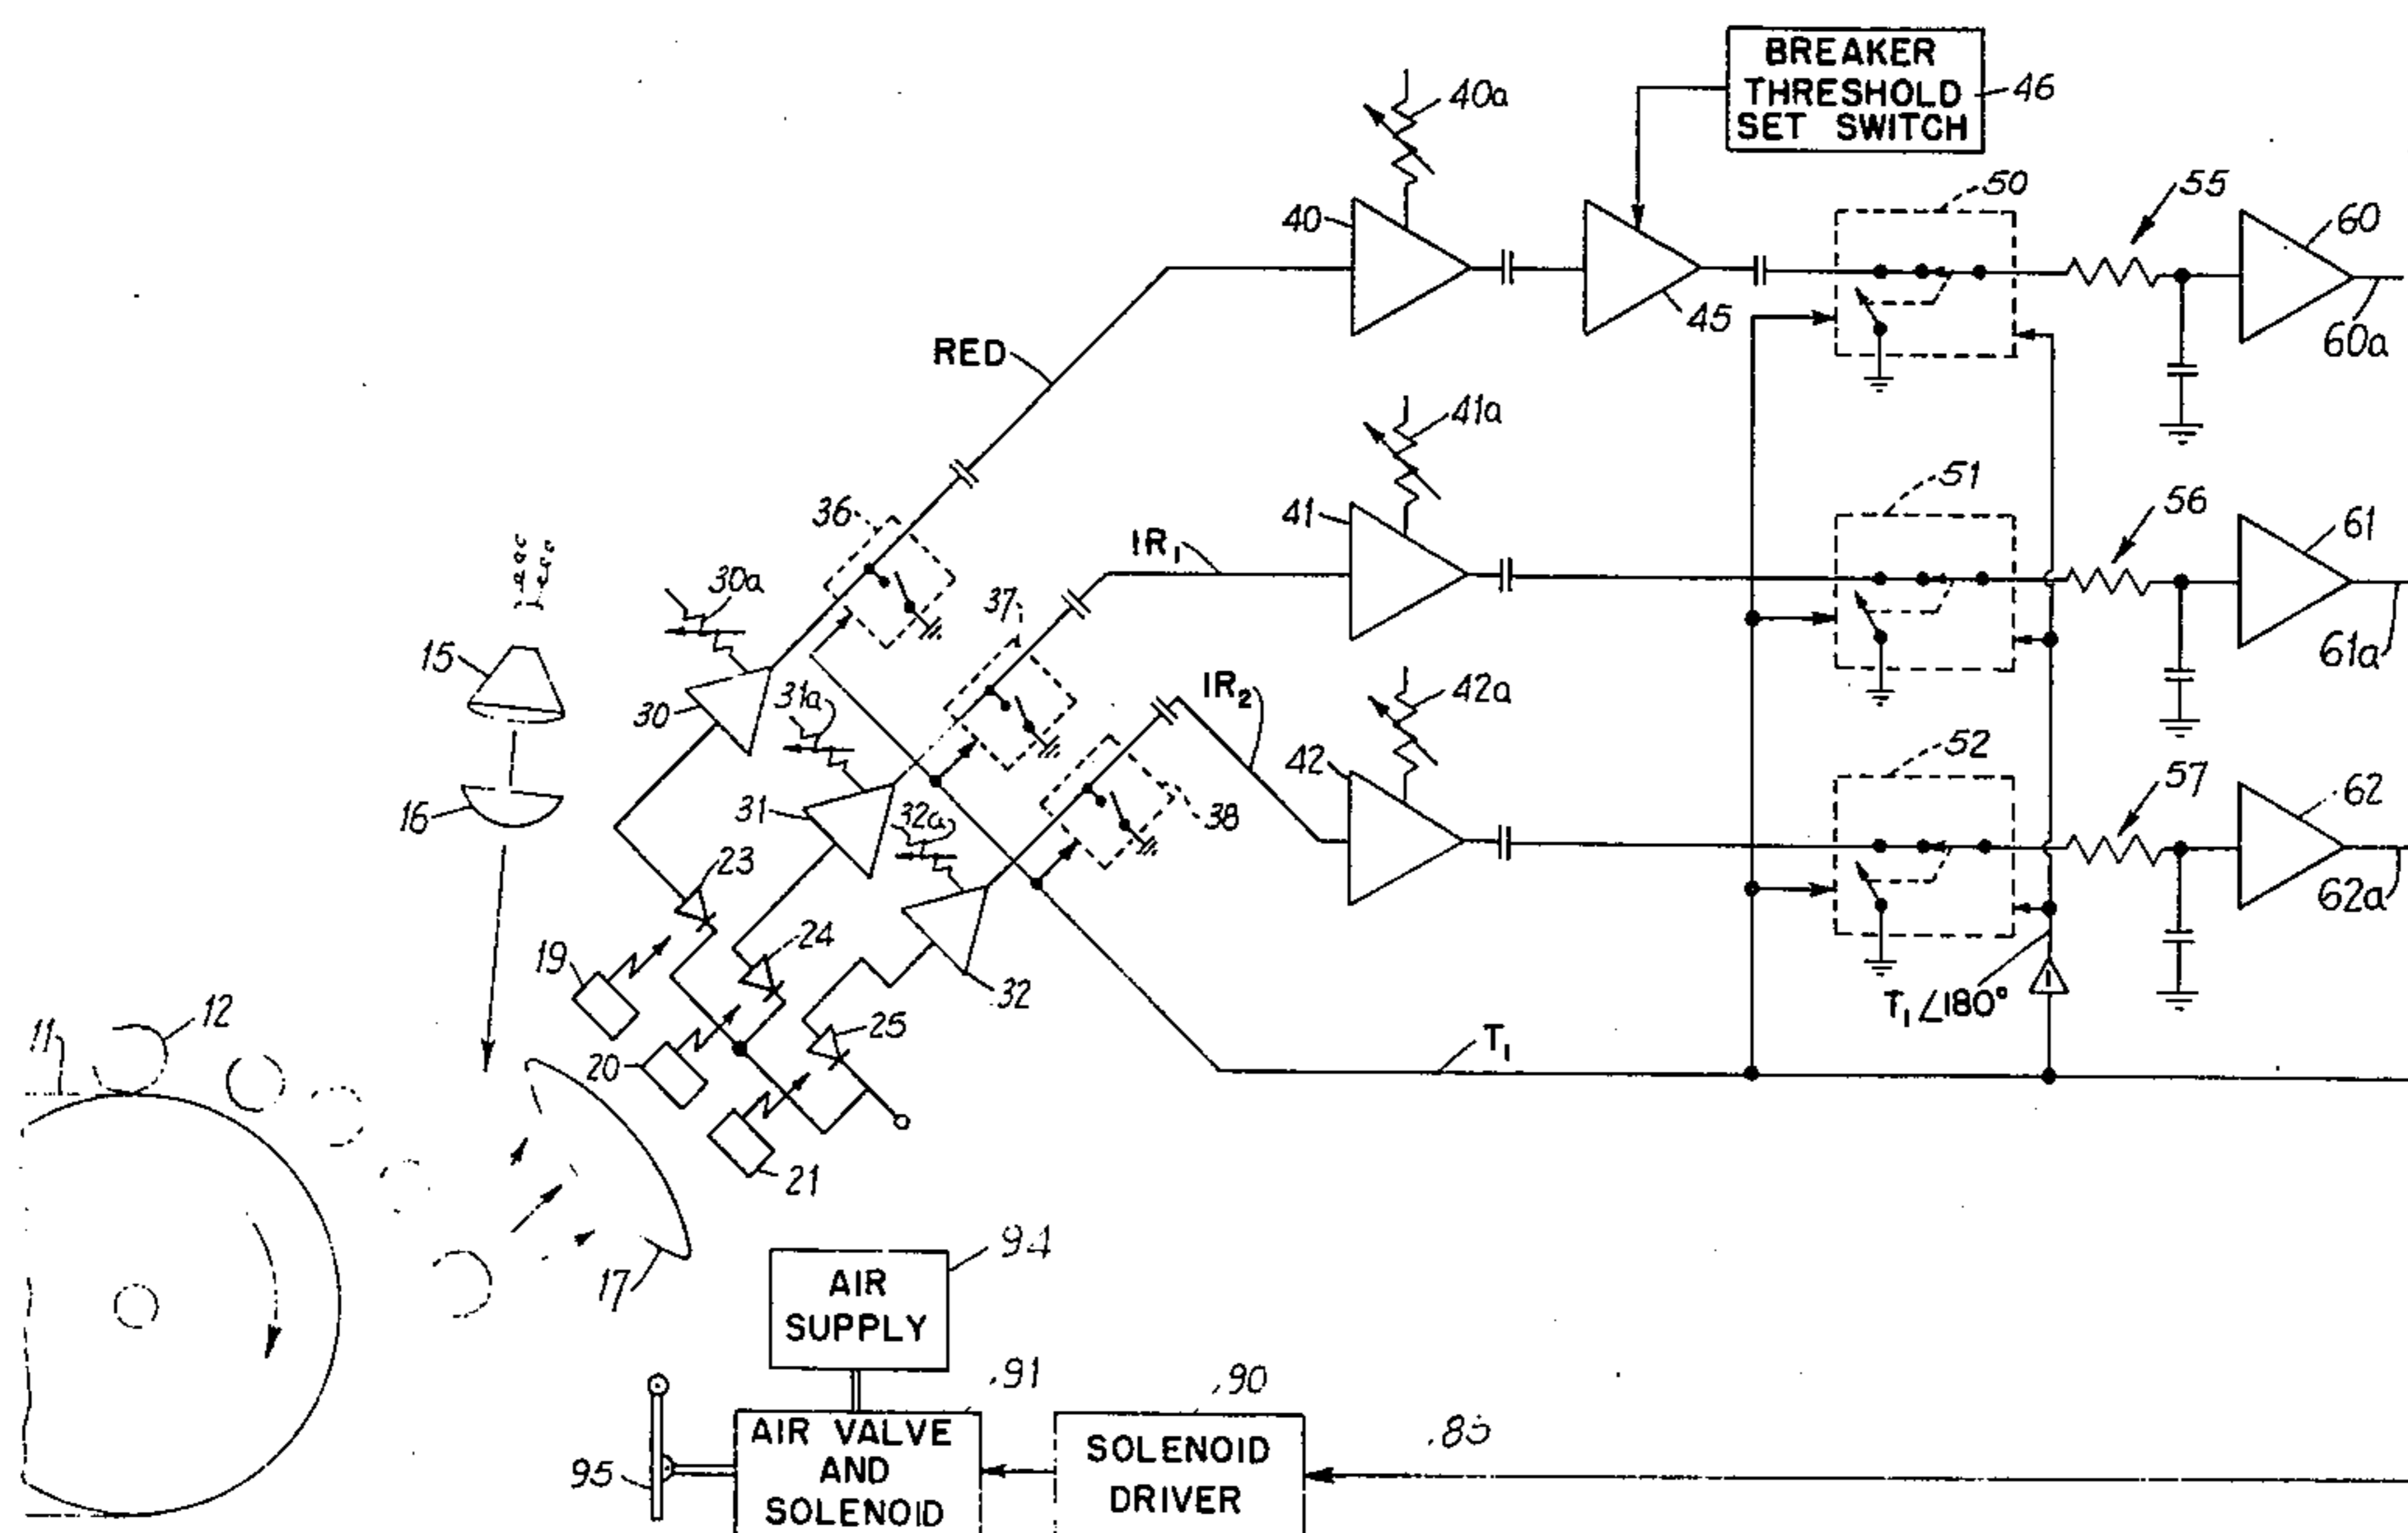 BREAKER
THRESHOLD
SET SWITCH
46
40a
50
55
60
40
45
60a
RED
41a
51
56
61
36
41
IR1
30a
37
61a
15
42a
IR2
52
57
62
30
31a
42
16
31
32a
38
23
62a
19
24
32
T1∠180°
12
25
11
20
T1
21
17
94
AIR
SUPPLY
91
90
AIR VALVE
AND
SOLENOID
SOLENOID
DRIVER
95